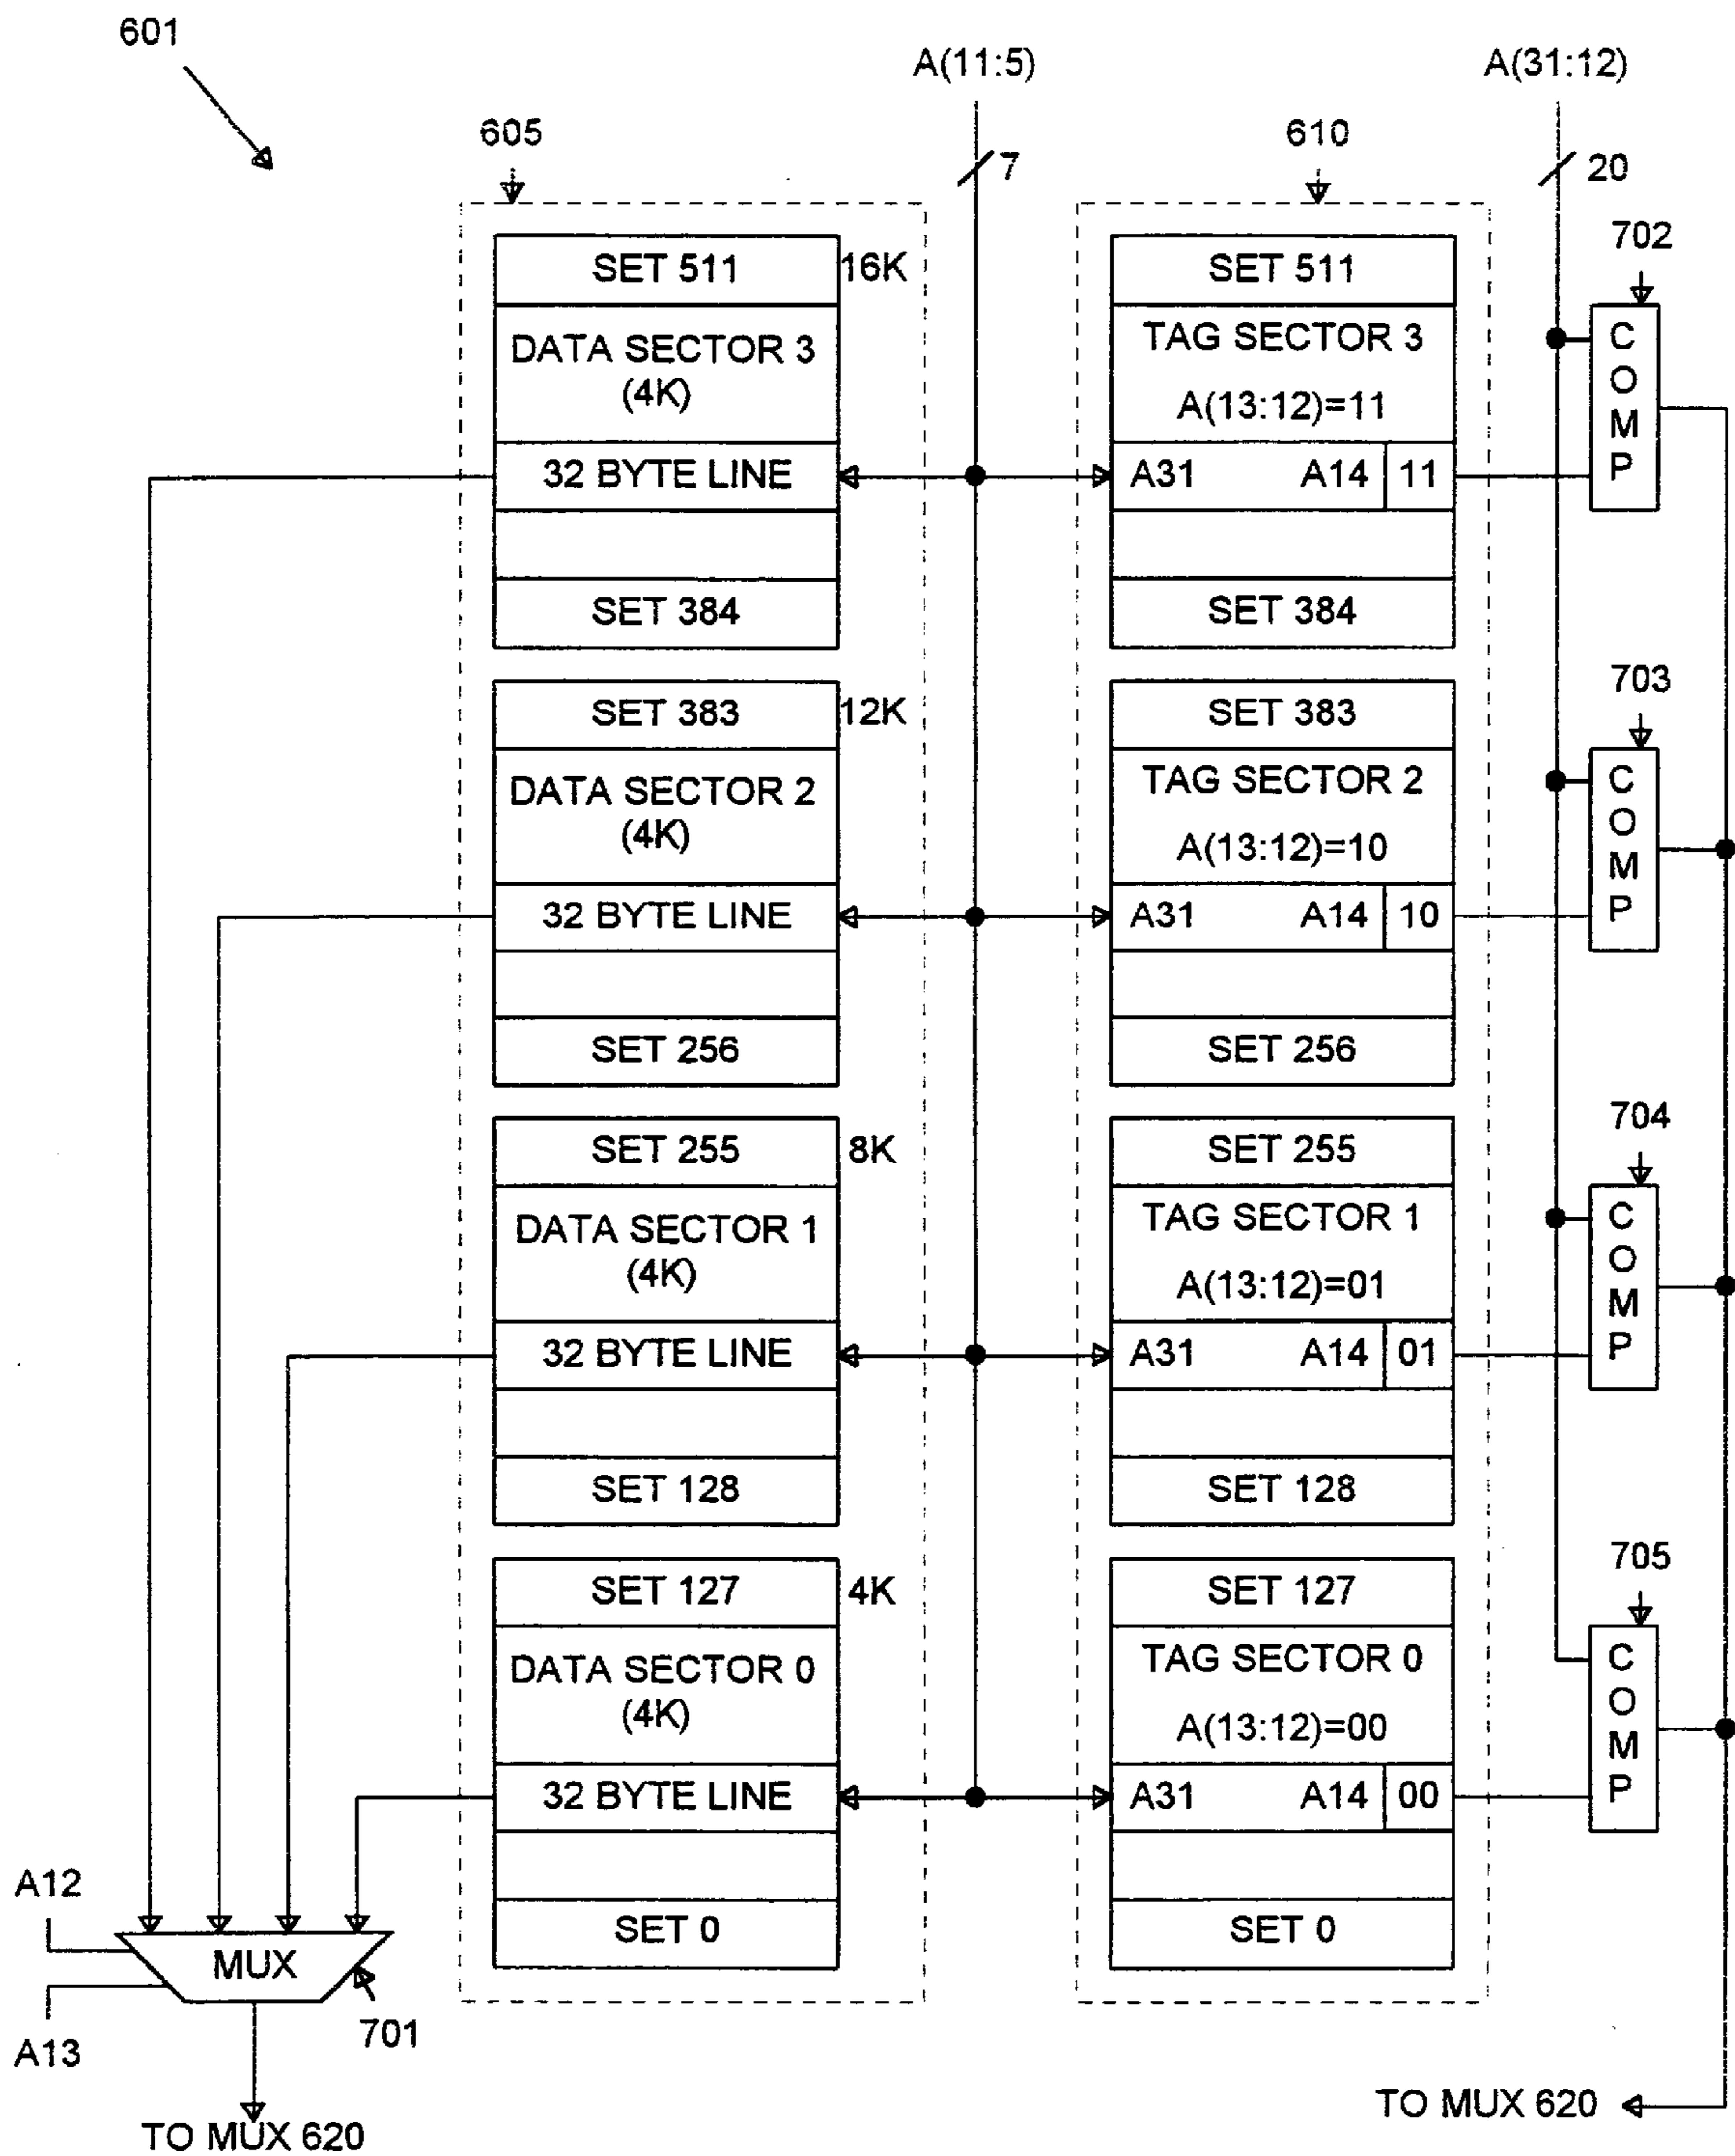 601
A(11:5)
A(31:12)
605
7
610
20
702
SET 511
16K
SET 511
DATA SECTOR 3
(4K)
TAG SECTOR 3
A(13:12)=11
COMP
32 BYTE LINE
A31 A14 11
SET 384
SET 384
703
SET 383
12K
SET 383
DATA SECTOR 2
(4K)
TAG SECTOR 2
A(13:12)=10
COMP
32 BYTE LINE
A31 A14 10
SET 256
SET 256
704
SET 255
8K
SET 255
DATA SECTOR 1
(4K)
TAG SECTOR 1
A(13:12)=01
COMP
32 BYTE LINE
A31 A14 01
SET 128
SET 128
705
SET 127
4K
SET 127
DATA SECTOR 0
(4K)
TAG SECTOR 0
A(13:12)=00
COMP
32 BYTE LINE
A31 A14 00
A12
SET 0
SET 0
MUX
701
A13
TO MUX 620
TO MUX 620